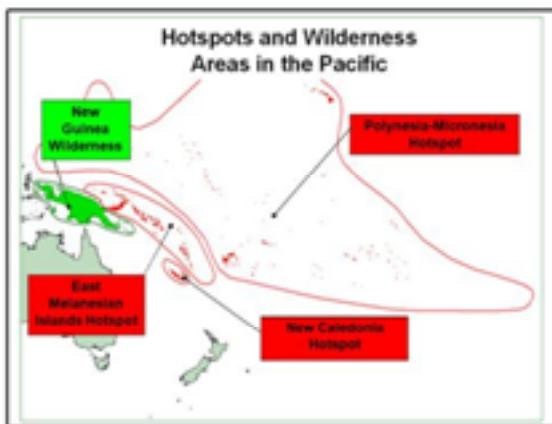 Hotspots and Wilderness
Areas in the Pacific
New
Guinea
Wilderness
Polynesia-Micronesia
Hotspot
East
Melanesian
Islands Hotspot
New Caledonia
Hotspot